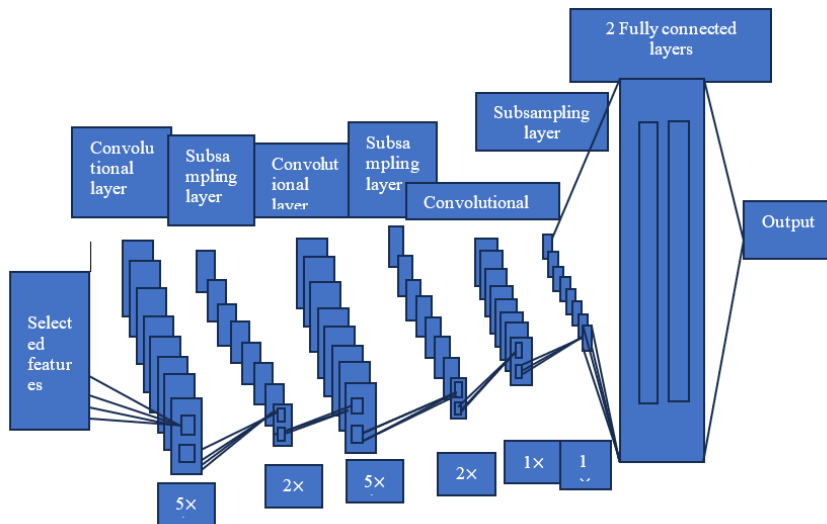 2 Fully connected
layers
Subsampling
layer
Convolu
tional
layer
Subsa
mpling
layer
Convolut
ional
layer
Subsa
mpling
layer
Convolutional
Output
Select
ed
featur
es
5×
2×
5×
2×
1×
1